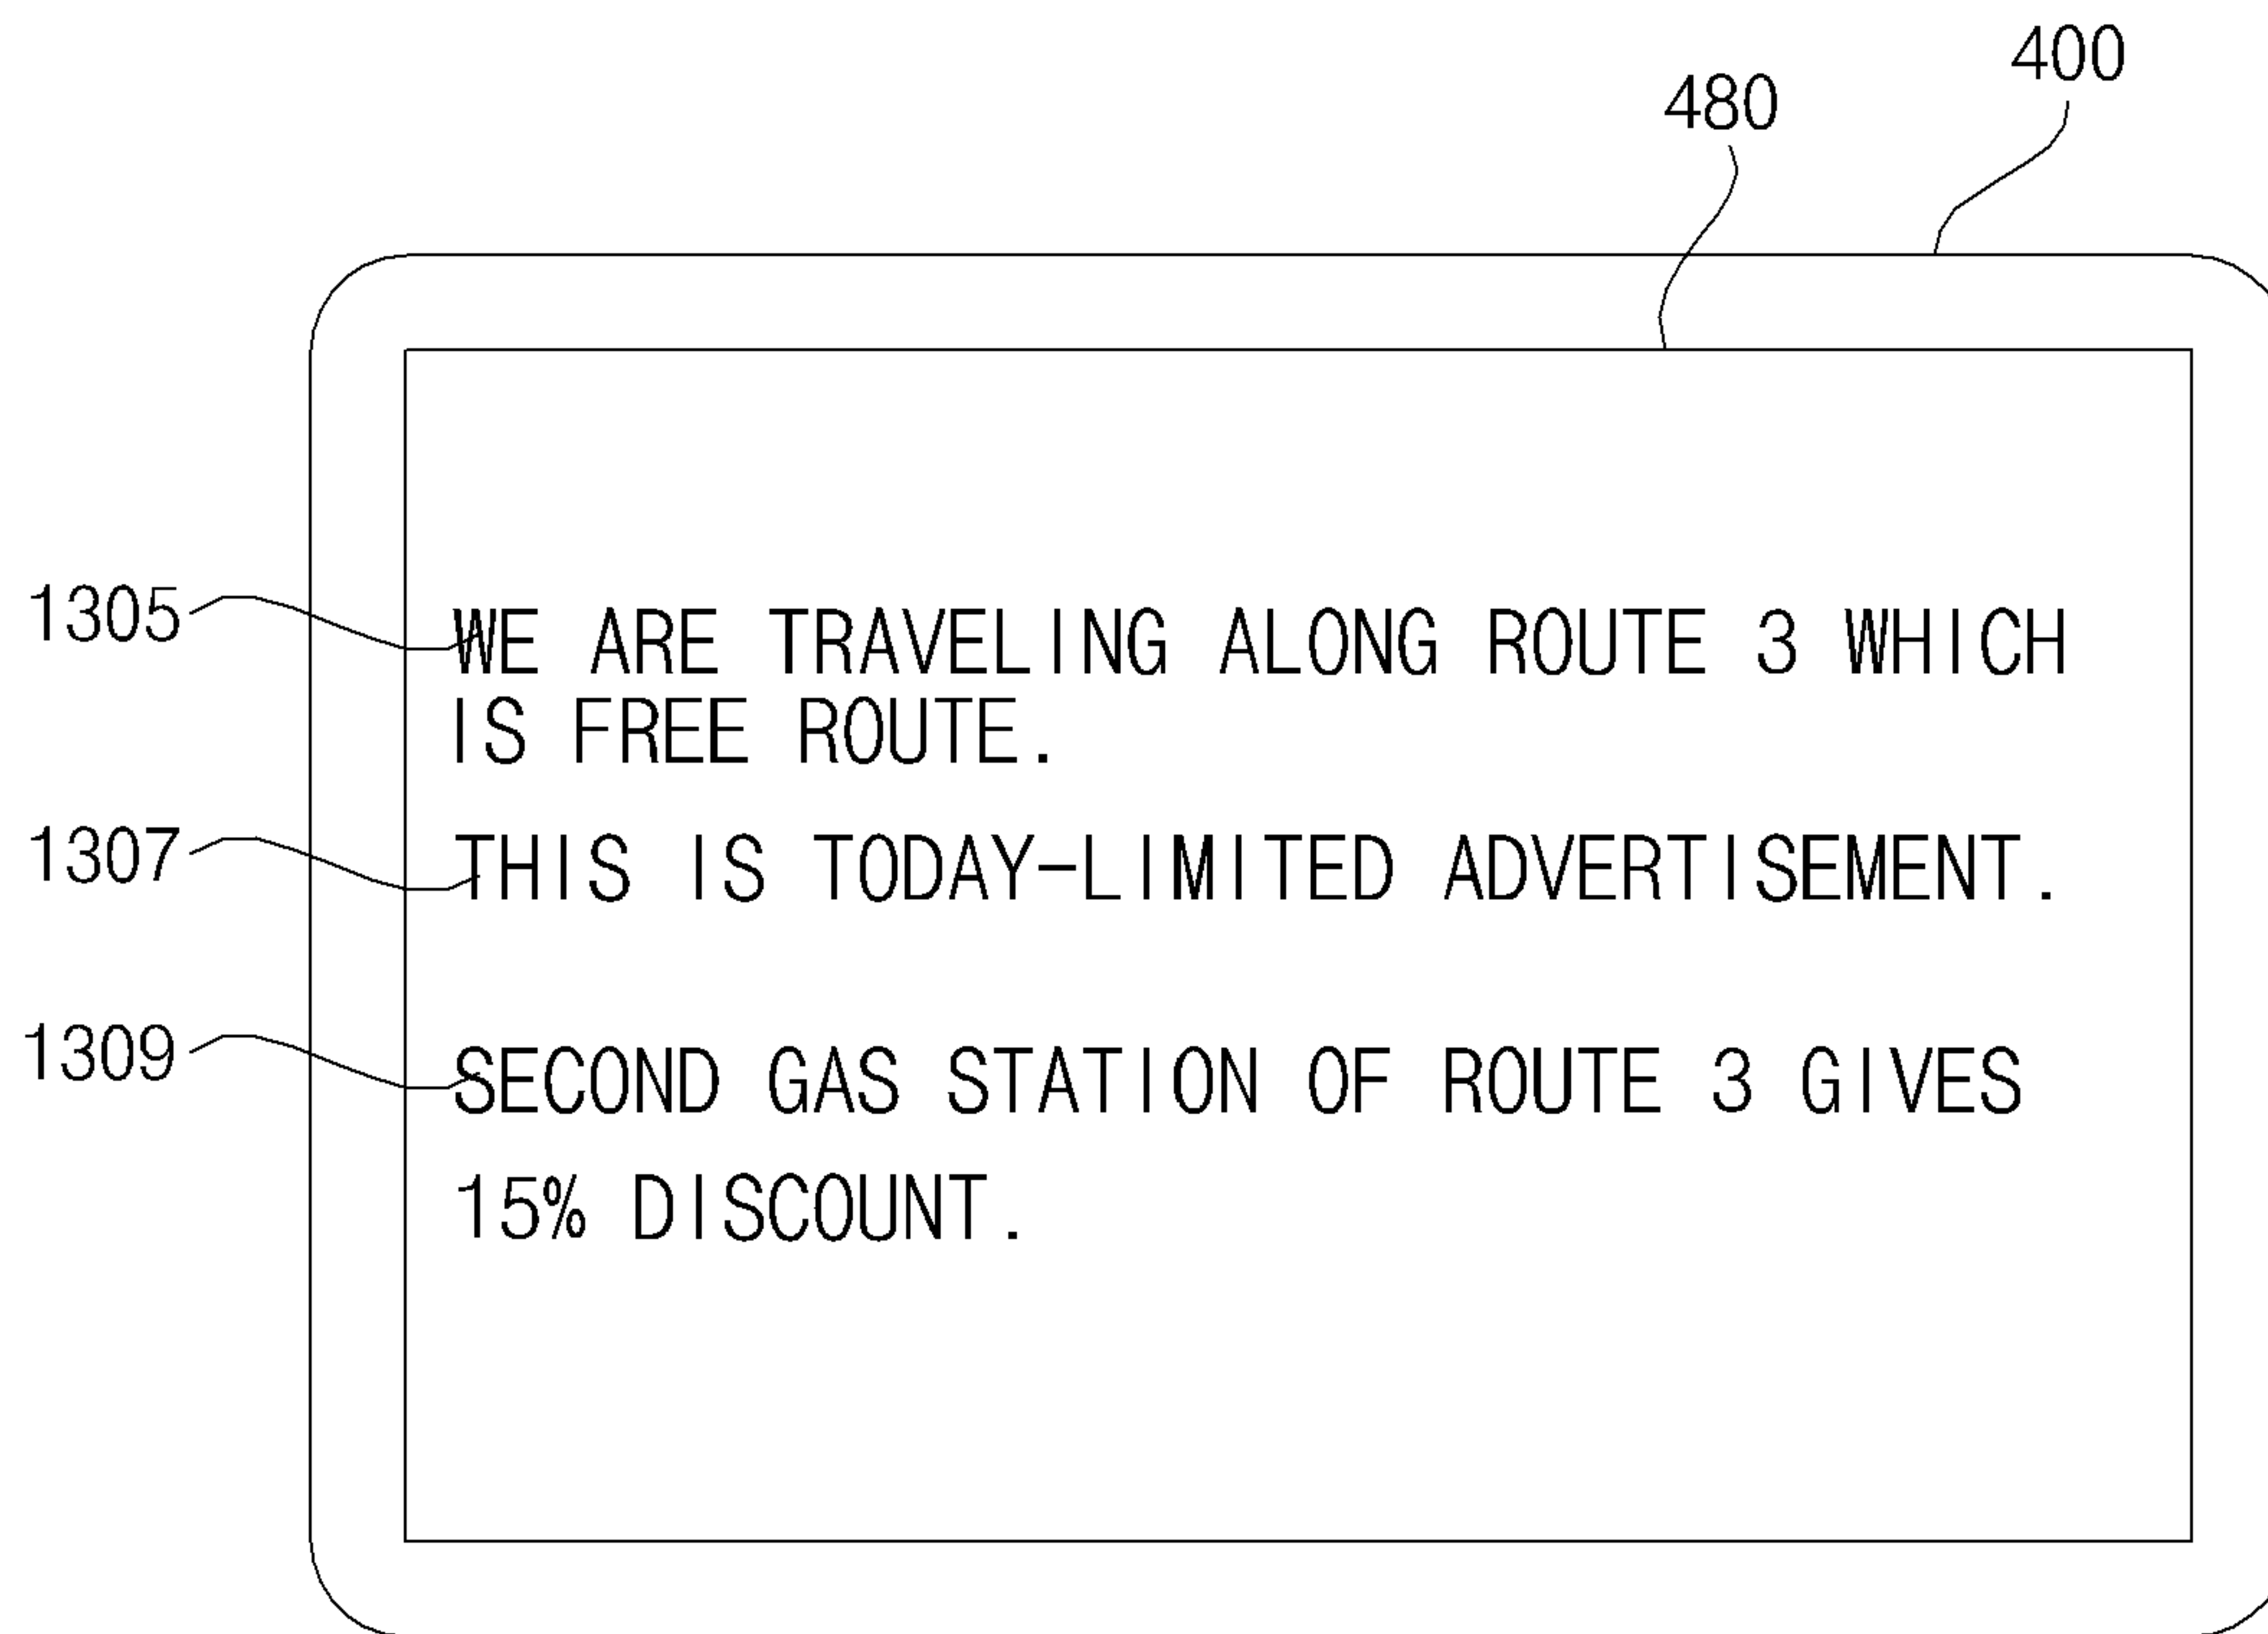 400
480
1305
WE ARE TRAVELING ALONG ROUTE 3 WHICH
IS FREE ROUTE.
1307
THIS IS TODAY-LIMITED ADVERTISEMENT.
1309
SECOND GAS STATION OF ROUTE 3 GIVES
15% DISCOUNT.